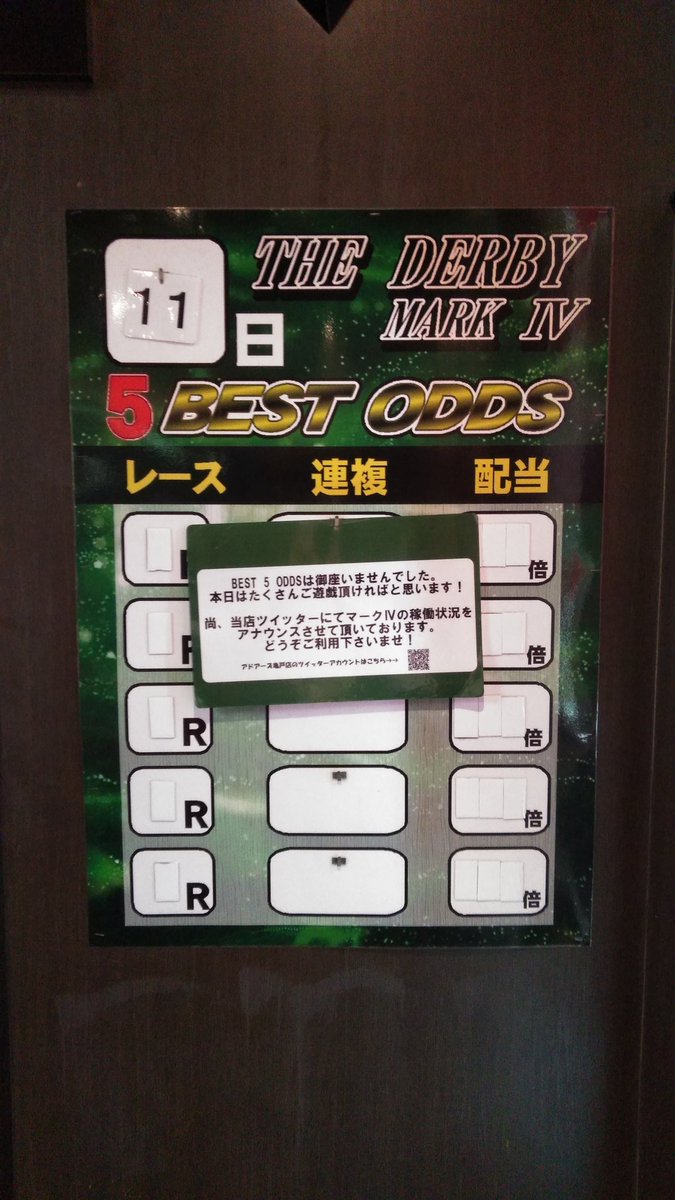 11
日
THE DERBY
MARK IV
5 BEST ODDS
レース 連複 配当
BEST 5 ODDSは御座いませんでした。
本日はたくさんご遊戯頂ければと思います！
尚、当店ツイッターにてマークⅣの稼働状況を
アナウンスさせて頂いております。
どうぞご利用下さいませ！
アドアーズ亀戸店のツイッターアカウントはこちら→→
R 倍
R 倍
R 倍
R 倍
R 倍